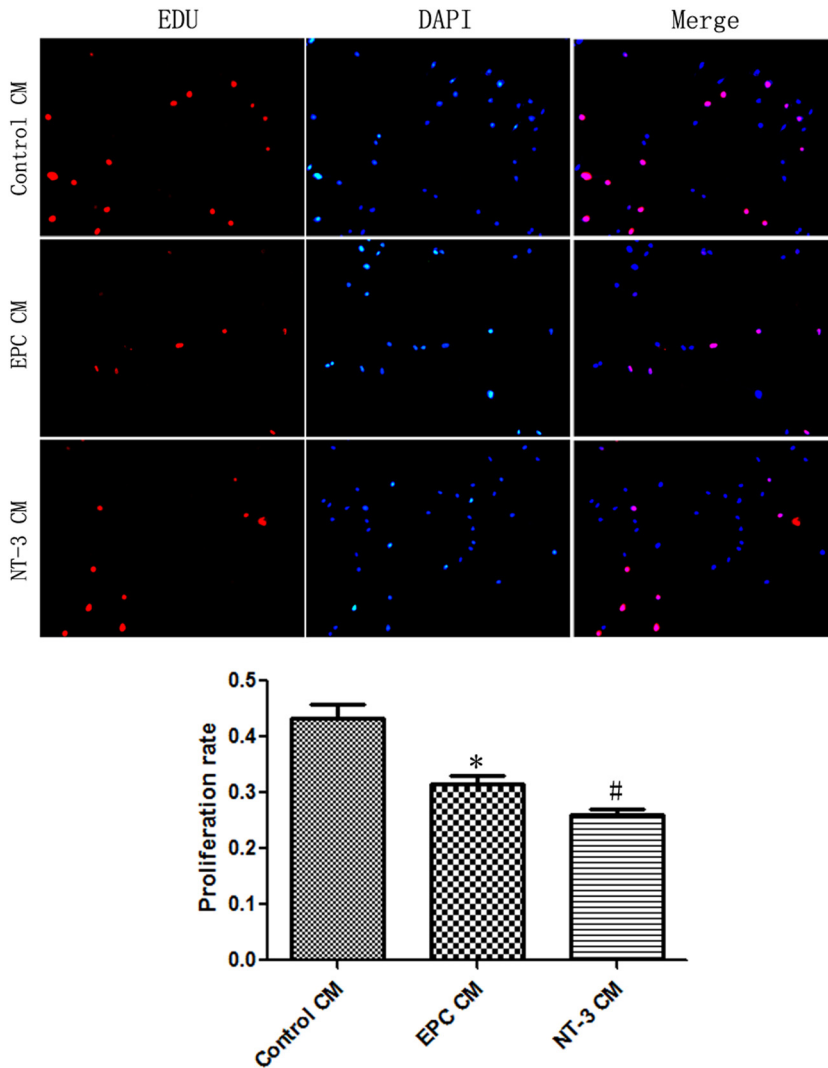 EDU DAPI Merge
Control CM
EPC CM
NT-3 CM
0.5
0.4
0.3
0.2
0.1
0.0
Proliferation rate
*
#
Control CM
EPC CM
NT-3 CM